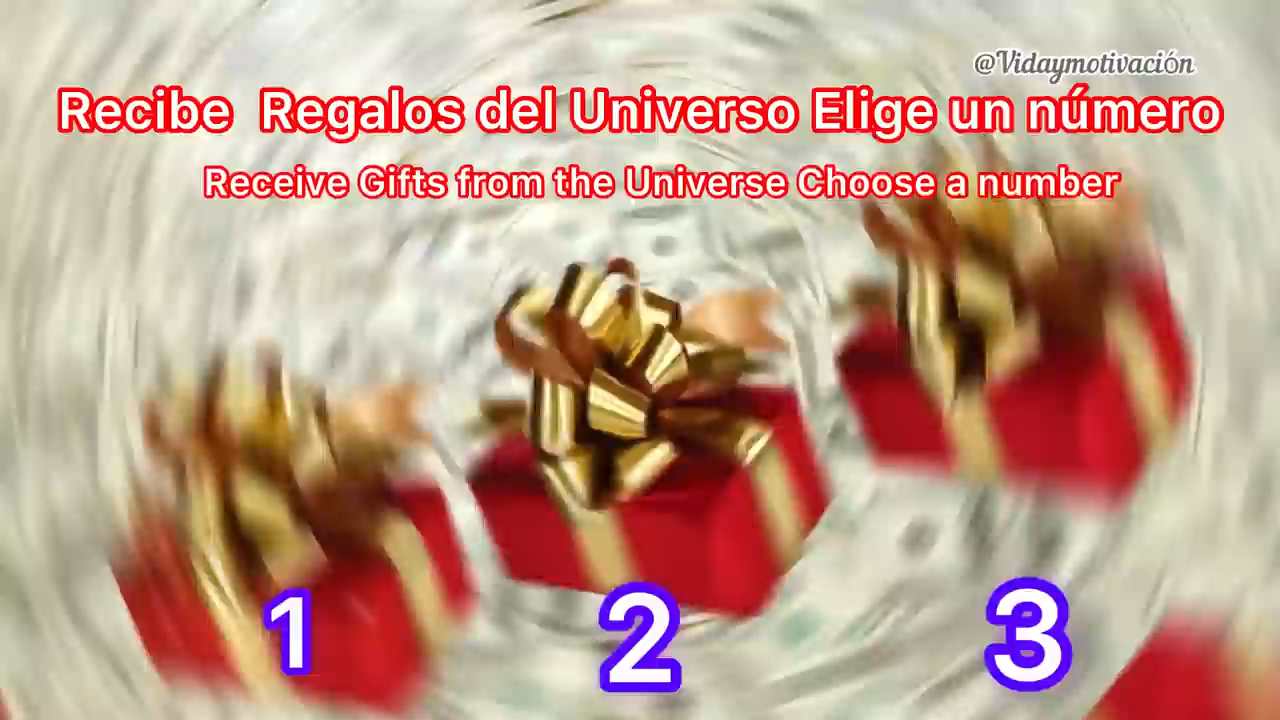 @Vidaymotivación
Recibe Regalos del Universo Elige un número
Receive Gifts from the Universe Choose a number
1 2 3